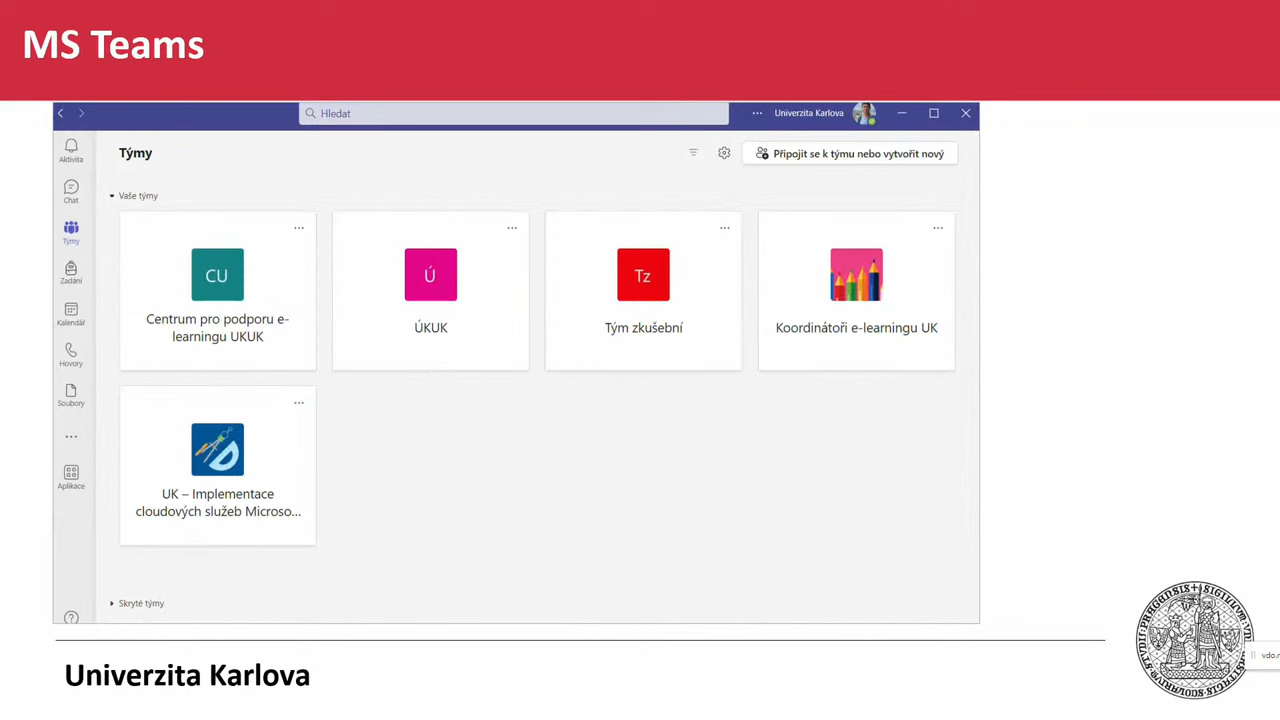 MS Teams
Hledat
Univerzita Karlova
Aktivita
Chat
Týmy
Zadání
Kalendář
Hovory
Soubory
Aplikace
Týmy
Připojit se k týmu nebo vytvořit nový
Vaše týmy
CU
Centrum pro podporu e-
learningu UKUK
Ú
ÚKUK
Tz
Tým zkušební
Koordinátoři e-learningu UK
UK – Implementace
cloudových služeb Microso...
Skryté týmy
Univerzita Karlova